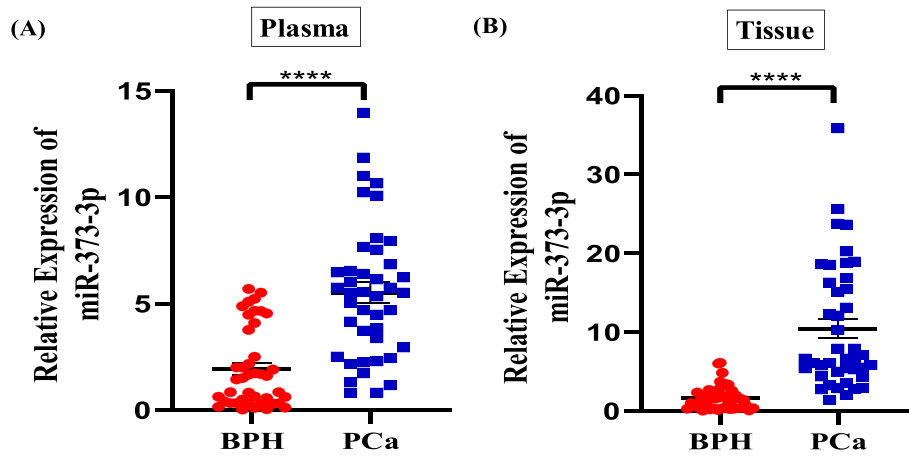 (A)
Plasma
****
Relative Expression of
miR-373-3p
15
10
5
0
BPH
PCa
(B)
Tissue
****
Relative Expression of
miR-373-3p
40
30
20
10
0
BPH
PCa